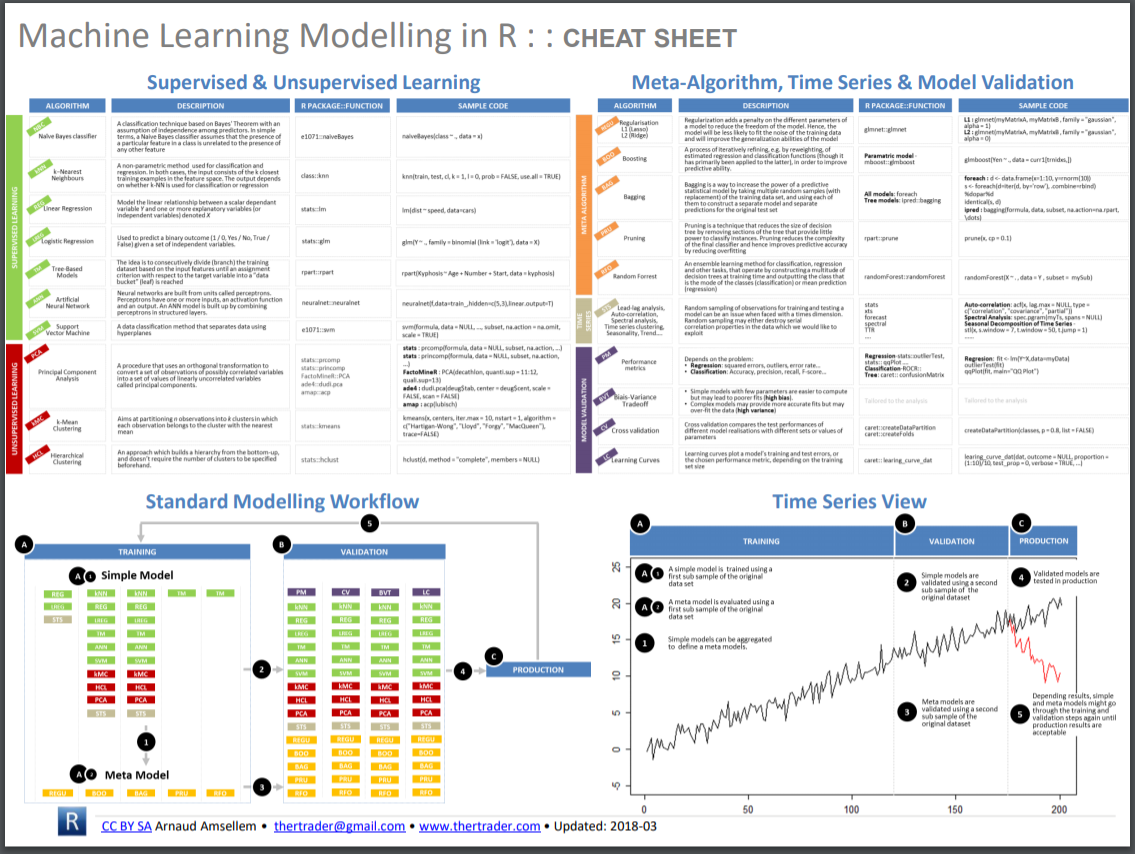 Machine Learning Modelling in R : : CHEAT SHEET
Supervised & Unsupervised Learning
ALGORITHM
DESCRIPTION
R PACKAGE::FUNCTION
SAMPLE CODE
SUPERVISED LEARNING
NBC
Naïve Bayes classifier
A classification technique based on Bayes' Theorem with an
assumption of independence among predictors. In simple
terms, a Naive Bayes classifier assumes that the presence of
a particular feature in a class is unrelated to the presence of
any other feature
e1071::naiveBayes
naiveBayes(class ~ ., data = x)
kNN
k-Nearest
Neighbours
A non-parametric method used for classification and
regression. In both cases, the input consists of the k closest
training examples in the feature space. The output depends
on whether k-NN is used for classification or regression
class::knn
knn(train, test, cl, k = 1, l = 0, prob = FALSE, use.all = TRUE)
REG
Linear Regression
Model the linear relationship between a scalar dependant
variable Y and one or more explanatory variables (or
independent variables) denoted X
stats::lm
lm(dist ~ speed, data=cars)
LREG
Logistic Regression
Used to predict a binary outcome (1 / 0, Yes / No, True /
False) given a set of independent variables.
stats::glm
glm(Y ~ ., family = binomial (link = 'logit'), data = X)
TM
Tree-Based
Models
The idea is to consecutively divide (branch) the training
dataset based on the input features until an assignment
criterion with respect to the target variable into a "data
bucket" (leaf) is reached
rpart::rpart
rpart(Kyphosis ~ Age + Number + Start, data = kyphosis)
ANN
Artificial
Neural Network
Neural networks are built from units called perceptrons.
Perceptrons have one or more inputs, an activation function
and an output. An ANN model is built up by combining
perceptrons in structured layers.
neuralnet::neuralnet
neuralnet(f,data=train_,hidden=c(5,3),linear.output=T)
SVM
Support
Vector Machine
A data classification method that separates data using
hyperplanes
e1071::svm
svm(formula, data = NULL, ..., subset, na.action = na.omit,
scale = TRUE)
UNSUPERVISED LEARNING
PCA
Principal Component
Analysis
A procedure that uses an orthogonal transformation to
convert a set of observations of possibly correlated variables
into a set of values of linearly uncorrelated variables
called principal components.
stats::prcomp
stats::princomp
FactoMineR::PCA
ade4::dudi.pca
amap::acp
stats : prcomp(formula, data = NULL, subset, na.action, ...)
stats : princomp(formula, data = NULL, subset, na.action,
...)
FactoMineR : PCA(decathlon, quanti.sup = 11:12,
quali.sup=13)
ade4 : dudi.pca(deug$tab, center = deug$cent, scale =
FALSE, scan = FALSE)
amap : acp(lubisch)
kMC
k-Mean
Clustering
Aims at partitioning n observations into k clusters in which
each observation belongs to the cluster with the nearest
mean
stats::kmeans
kmeans(x, centers, iter.max = 10, nstart = 1, algorithm =
c("Hartigan-Wong", "Lloyd", "Forgy", "MacQueen"),
trace=FALSE)
HCL
Hierarchical
Clustering
An approach which builds a hierarchy from the bottom-up,
and doesn't require the number of clusters to be specified
beforehand.
stats::hclust
hclust(d, method = "complete", members = NULL)
Meta-Algorithm, Time Series & Model Validation
ALGORITHM
DESCRIPTION
R PACKAGE::FUNCTION
SAMPLE CODE
META ALGORITHM
REGU
Regularisation
L1 (Lasso)
L2 (Ridge)
Regularization adds a penalty on the different parameters of
a model to reduce the freedom of the model. Hence, the
model will be less likely to fit the noise of the training data
and will improve the generalization abilities of the model
glmnet::glmnet
L1 : glmnet(myMatrixA, myMatrixB, family = "gaussian",
alpha = 1)
L2 : glmnet(myMatrixA, myMatrixB, family = "gaussian",
alpha = 0)
BOO
Boosting
A process of iteratively refining, e.g. by reweighting, of
estimated regression and classification functions (though it
has primarily been applied to the latter), in order to improve
predictive ability.
Parametric model -
mboost::glmboost
glmboost(Yen ~ ., data = curr1[trnidxs,])
BAG
Bagging
Bagging is a way to increase the power of a predictive
statistical model by taking multiple random samples (with
replacement) of the training data set, and using each of
them to construct a separate model and separate
predictions for the original test set
All models: foreach
Tree models: ipred::bagging
foreach : d <- data.frame(x=1:10, y=rnorm(10))
s <- foreach(d=iter(d, by='row'), .combine=rbind)
%dopar%d
identical(s, d)
ipred : bagging(formula, data, subset, na.action=na.rpart,
\dots)
PRU
Pruning
Pruning is a technique that reduces the size of decision
tree by removing sections of the tree that provide little
power to classify instances. Pruning reduces the complexity
of the final classifier and hence improves predictive accuracy
by reducing overfitting
rpart::prune
prune(x, cp = 0.1)
RFO
Random Forrest
An ensemble learning method for classification, regression
and other tasks, that operate by constructing a multitude of
decision trees at training time and outputting the class that
is the mode of the classes (classification) or mean prediction
(regression)
randomForest::randomForest
randomForest(X ~ ., data = Y , subset = mySub)
TIME SERIES
STS
Lead-lag analysis,
Auto-correlation,
Spectral analysis,
Time series clustering,
Seasonality, Trend....
Random sampling of observations for training and testing a
model can be an issue when faced with a times dimension.
Random sampling may either destroy serial
correlation properties in the data which we would like to
exploit
stats
xts
forecast
spectral
TTR
....
Auto-correlation: acf(x, lag.max = NULL, type =
c("correlation", "covariance", "partial"))
Spectral Analysis : spec.pgram(myTs, spans = NULL)
Seasonal Decomposition of Time Series -
stl(x, s.window = 7, t.window = 50, t.jump = 1)
......
MODEL VALIDATION
PM
Performance
metrics
Depends on the problem:
• Regression: squared errors, outliers, error rate...
• Classification: Accuracy, precision, recall, F-score...
Regression-stats::outlierTest,
stats::qqPlot....
Classification-ROCR::
Tree: caret::confusionMatrix
Regression: fit <- lm(Y~X,data=myData)
outlierTest(fit)
qqPlot(fit, main="QQ Plot")
BVT
Biais-Variance
Tradeoff
• Simple models with few parameters are easier to compute
but may lead to poorer fits (high bias).
• Complex models may provide more accurate fits but may
over-fit the data (high variance)
Tailored to the analysis
Tailored to the analysis
CV
Cross validation
Cross validation compares the test performances of
different model realisations with different sets or values of
parameters
caret::createDataPartition
caret::createFolds
createDataPartition(classes, p = 0.8, list = FALSE)
LC
Learning Curves
Learning curves plot a model's training and test errors, or
the chosen performance metric, depending on the training
set size
caret::learing_curve_dat
learing_curve_dat(dat, outcome = NULL, proportion =
(1:10)/10, test_prop = 0, verbose = TRUE, ...)
Standard Modelling Workflow
5
A
TRAINING
B
VALIDATION
A 1 Simple Model
REG kNN kNN TM TM
LREG REG REG
STS LREG LREG
TM TM
ANN ANN
SVM SVM
kMC kMC
HCL HCL
PCA PCA
STS STS
1
A 2 Meta Model
REGU BOO BAG PRU RFO
2
3
PM CV BVT LC
kNN kNN kNN kNN
REG REG REG REG
LREG LREG LREG LREG
TM TM TM TM
ANN ANN ANN ANN
SVM SVM SVM SVM
kMC kMC kMC kMC
HCL HCL HCL HCL
PCA PCA PCA PCA
STS STS STS STS
REGU REGU REGU REGU
BOO BOO BOO BOO
BAG BAG BAG BAG
PRU PRU PRU PRU
RFO RFO RFO RFO
4
C
PRODUCTION
Time Series View
A
TRAINING
B
VALIDATION
C
PRODUCTION
A 1
A simple model is trained using a
first sub sample of the original
data set
A 2
A meta model is evaluated using a
first sub sample of the original
data set
1
Simple models can be aggregated
to define a meta models.
2
Simple models are
validated using a second
sub sample of the
original dataset
3
Meta models are
validated using a second
sub sample of the
original dataset
4
Validated models are
tested in production
5
Depending results, simple
and meta models might go
through the training and
validation steps again until
production results are
acceptable
25
20
15
10
5
0
-5
0 50 100 150 200
R
CC BY SA Arnaud Amsellem • thertrader@gmail.com • www.thertrader.com • Updated: 2018-03